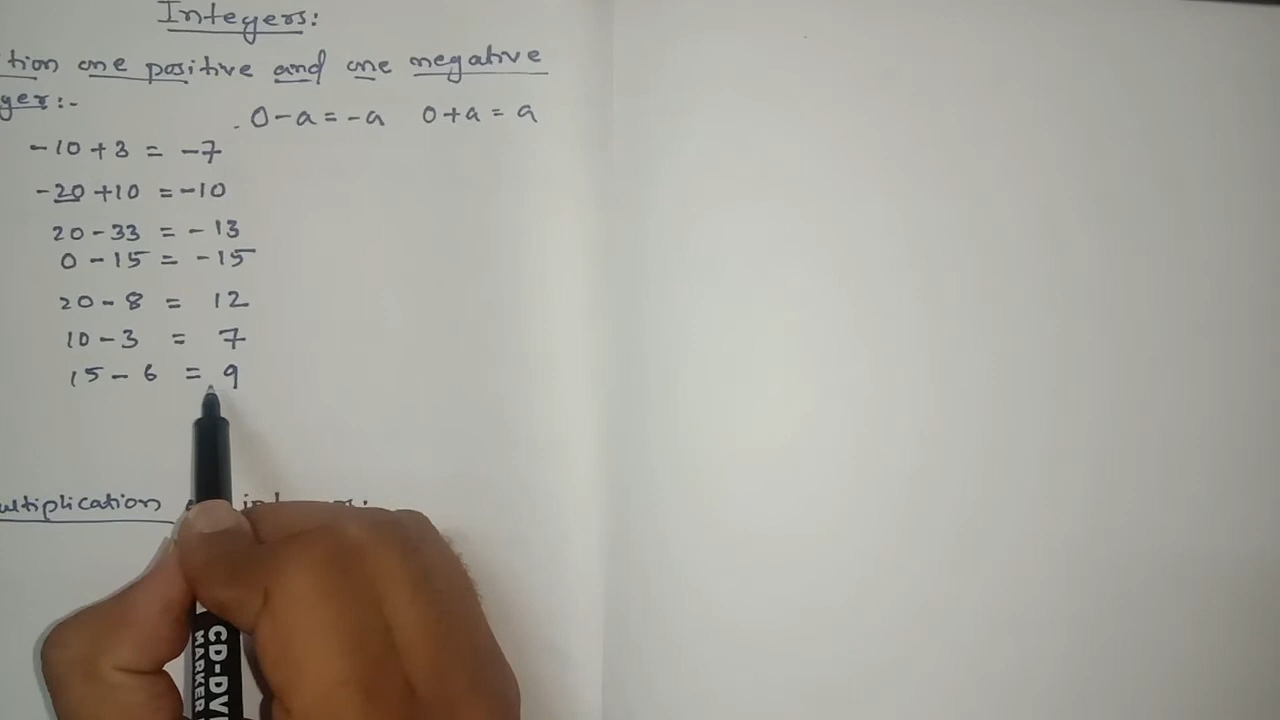 Integers:
tion one positive and one negative
ger:-
0-a=-a 0+a=a
-10+3 = -7
-20+10 =-10
20-33 = -13
0-15 = -15
20-8 = 12
10-3 = 7
15-6 = 9
ultiplication
CD-DV
MARKER